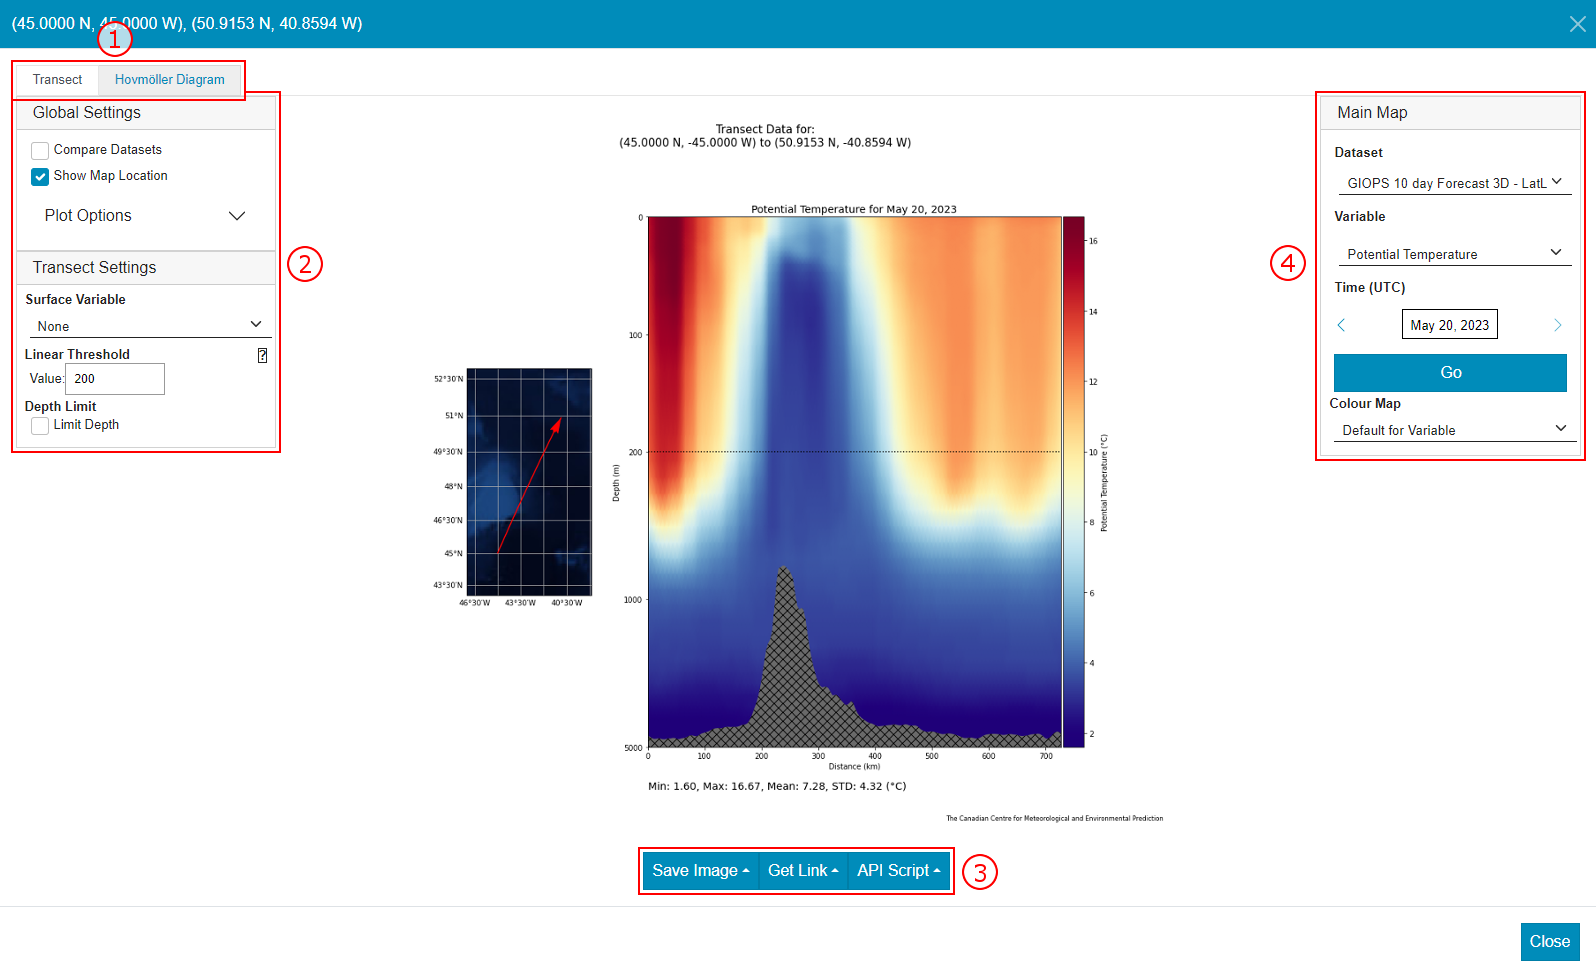 (45.0000 N, 45.0000 W), (50.9153 N, 40.8594 W)
1
Transect
Hovmöller Diagram
Global Settings
Compare Datasets
Show Map Location
Plot Options
2
Transect Settings
Surface Variable
None
Linear Threshold
?
Value:
200
Depth Limit
Limit Depth
Transect Data for:
(45.0000 N, -45.0000 W) to (50.9153 N, -40.8594 W)
52°30'N
51°N
49°30'N
48°N
46°30'N
45°N
43°30'N
46°30'W 43°30'W 40°30'W
Potential Temperature for May 20, 2023
0
100
200
1000
5000
Depth (m)
0 100 200 300 400 500 600 700
Distance (km)
16
14
12
10
8
6
4
2
Potential Temperature (°C)
Min: 1.60, Max: 16.67, Mean: 7.28, STD: 4.32 (°C)
The Canadian Centre for Meteorological and Environmental Prediction
Save Image
Get Link
API Script
3
4
Main Map
Dataset
GIOPS 10 day Forecast 3D - LatL
Variable
Potential Temperature
Time (UTC)
May 20, 2023
Go
Colour Map
Default for Variable
Close